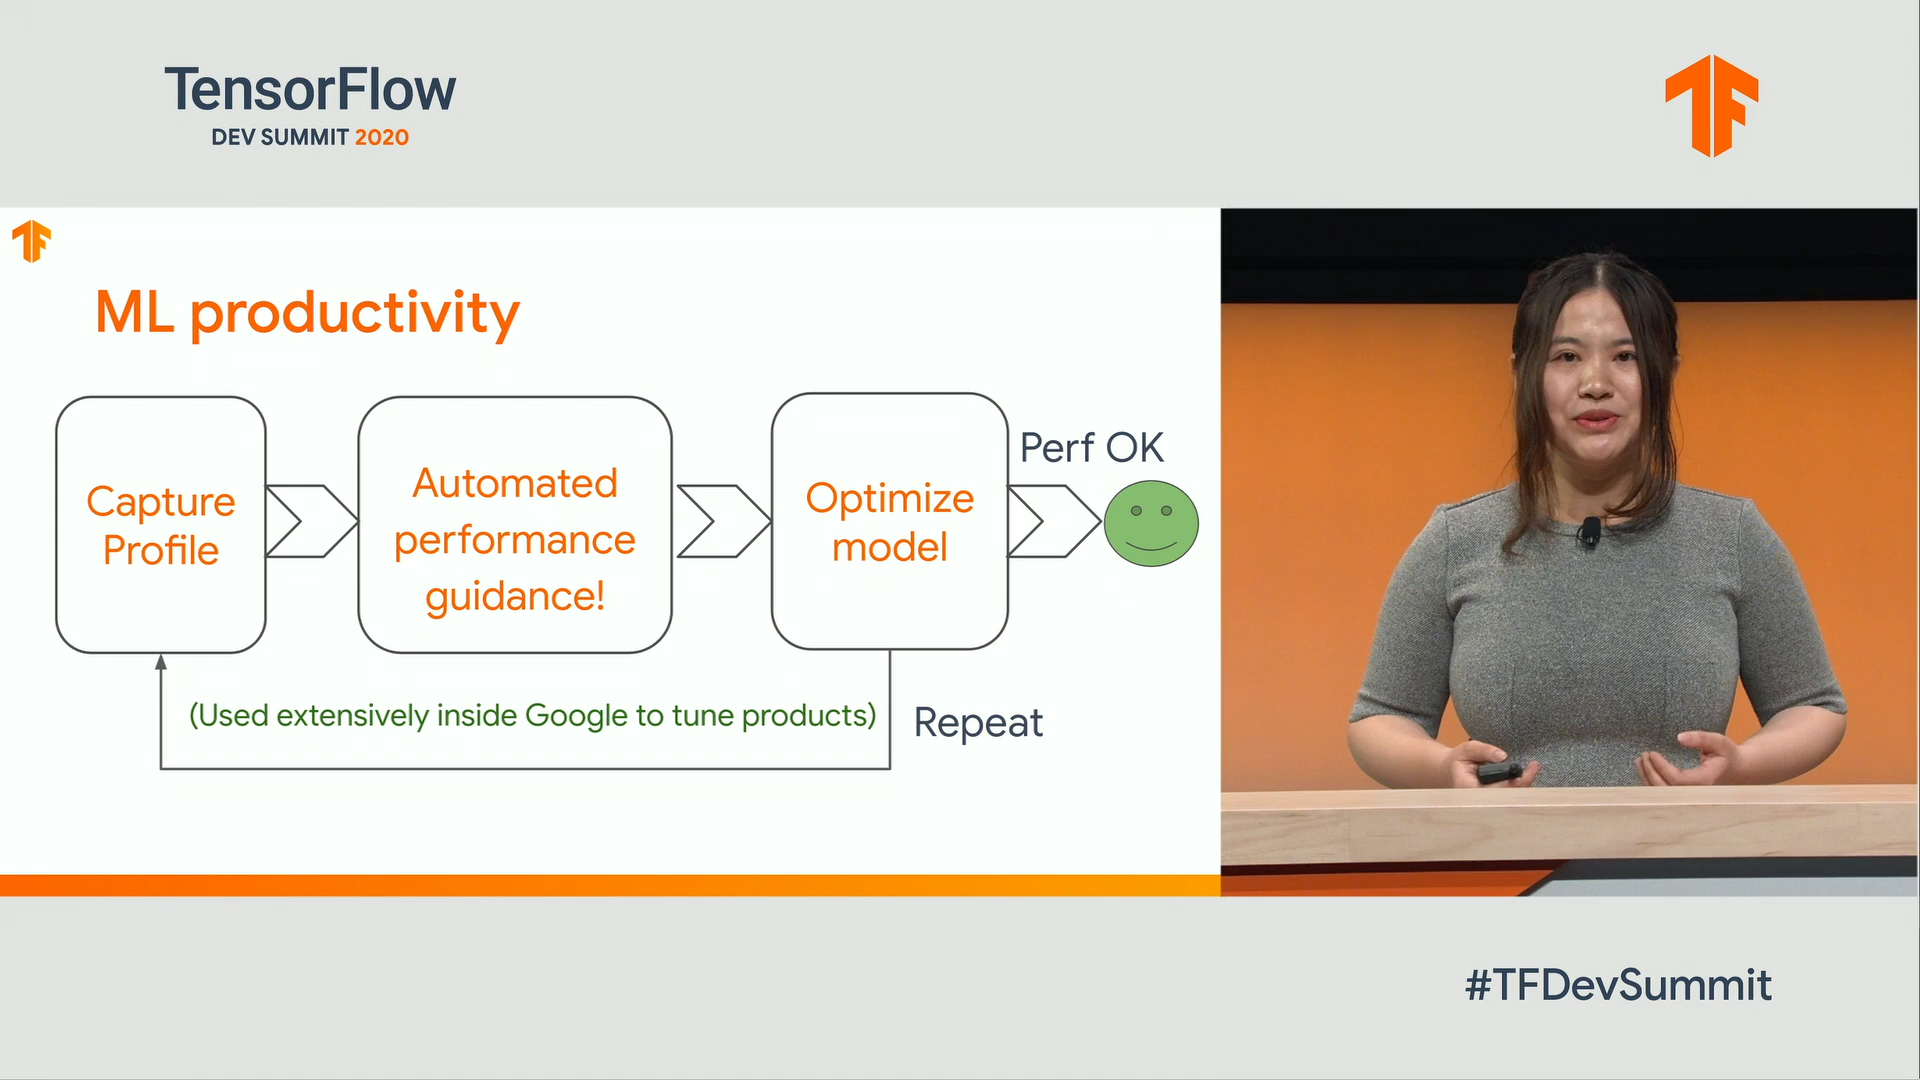 TensorFlow
DEV SUMMIT 2020
ML productivity
Capture
Profile
Automated
performance
guidance!
Optimize
model
Perf OK
(Used extensively inside Google to tune products)
Repeat
#TFDevSummit